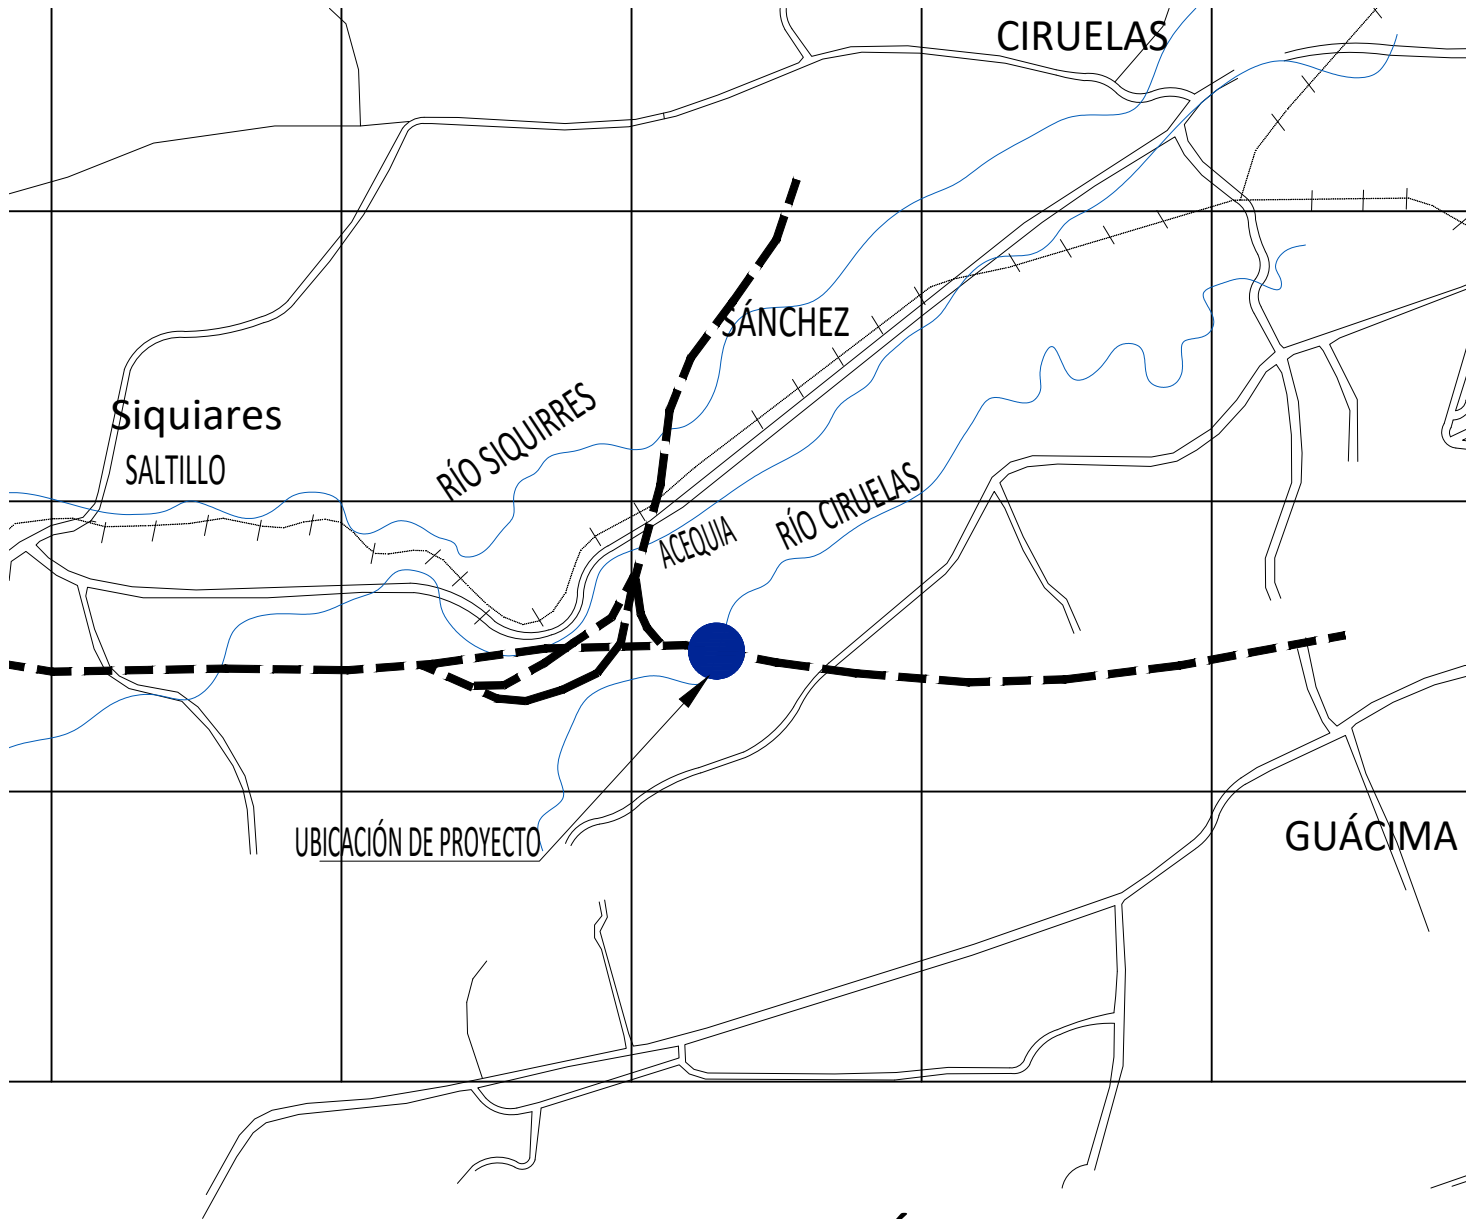 CIRUELAS
SÁNCHEZ
Siquiares
SALTILLO
RÍO SIQUIRRES
RÍO CIRUELAS
ACEQUIA
UBICACIÓN DE PROYECTO
GUÁCIMA